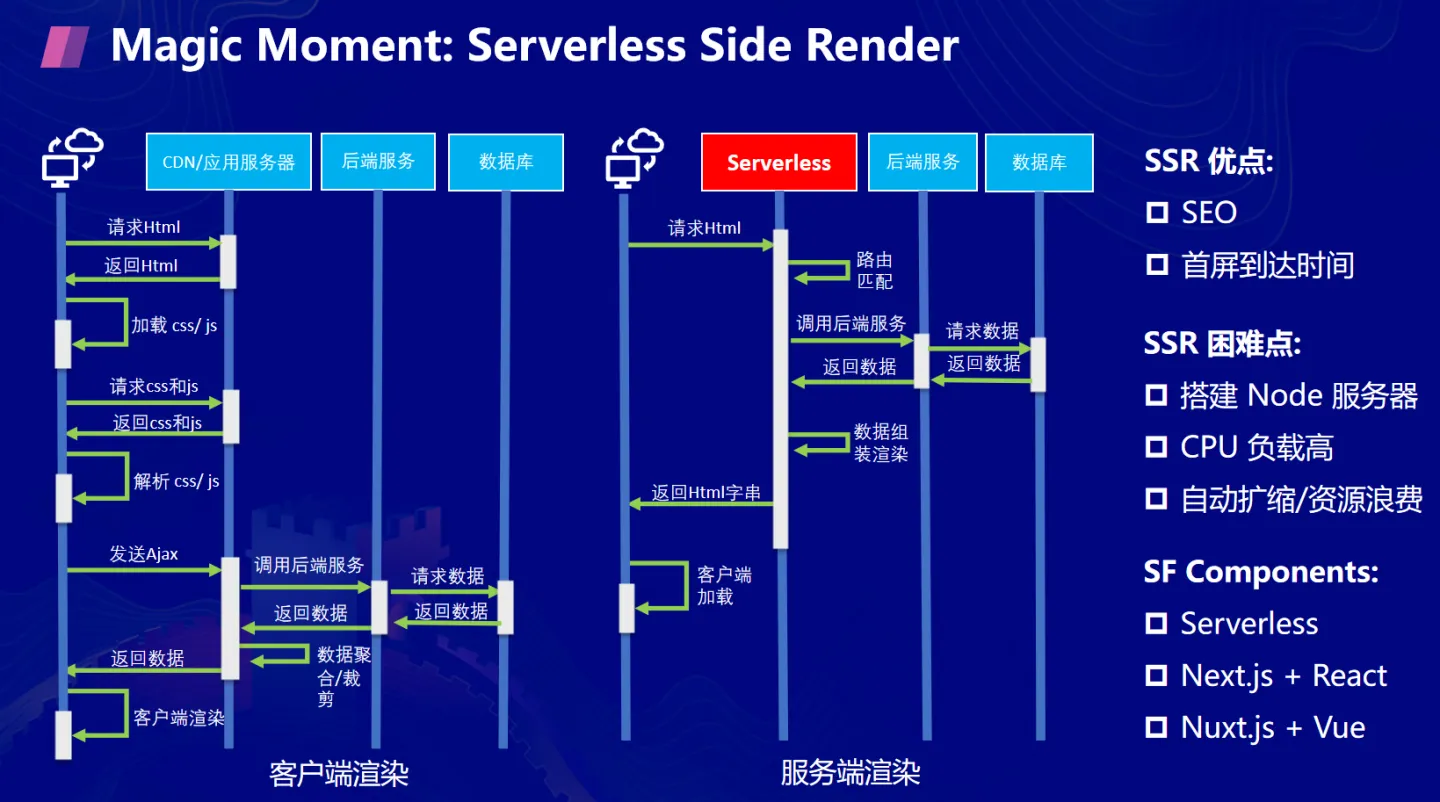 Magic Moment: Serverless Side Render
CDN/应用服务器
后端服务
数据库
请求Html
返回Html
加载 css/ js
请求css和js
返回css和js
解析 css/ js
发送Ajax
调用后端服务
请求数据
返回数据
返回数据
数据聚
合/裁
剪
返回数据
客户端渲染
客户端渲染
Serverless
后端服务
数据库
请求Html
路由
匹配
调用后端服务
请求数据
返回数据
返回数据
数据组
装渲染
返回Html字串
客户端
加载
服务端渲染
SSR 优点:
SEO
首屏到达时间
SSR 困难点:
搭建 Node 服务器
CPU 负载高
自动扩缩/资源浪费
SF Components:
Serverless
Next.js + React
Nuxt.js + Vue